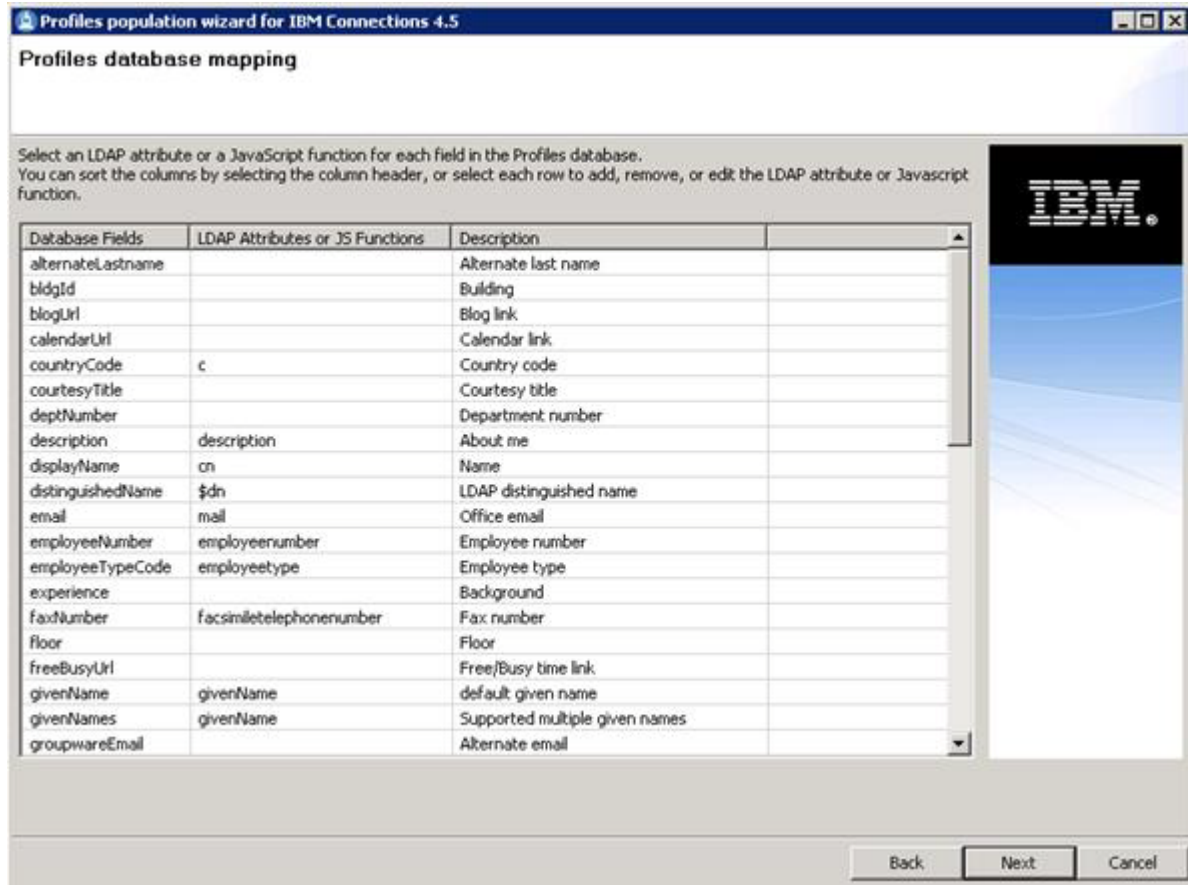 Profiles population wizard for IBM Connections 4.5
Profiles database mapping
Select an LDAP attribute or a JavaScript function for each field in the Profiles database.
You can sort the columns by selecting the column header, or select each row to add, remove, or edit the LDAP attribute or Javascript
function.
IBM®
Database Fields LDAP Attributes or JS Functions Description
alternateLastname Alternate last name
bldgId Building
blogUrl Blog link
calendarUrl Calendar link
countryCode c Country code
courtesyTitle Courtesy title
deptNumber Department number
description description About me
displayName cn Name
distinguishedName $dn LDAP distinguished name
email mail Office email
employeeNumber employeenumber Employee number
employeeTypeCode employeetype Employee type
experience Background
faxNumber facsimiletelephonenumber Fax number
floor Floor
freeBusyUrl Free/Busy time link
givenName givenName default given name
givenNames givenName Supported multiple given names
groupwareEmail Alternate email
Back Next Cancel